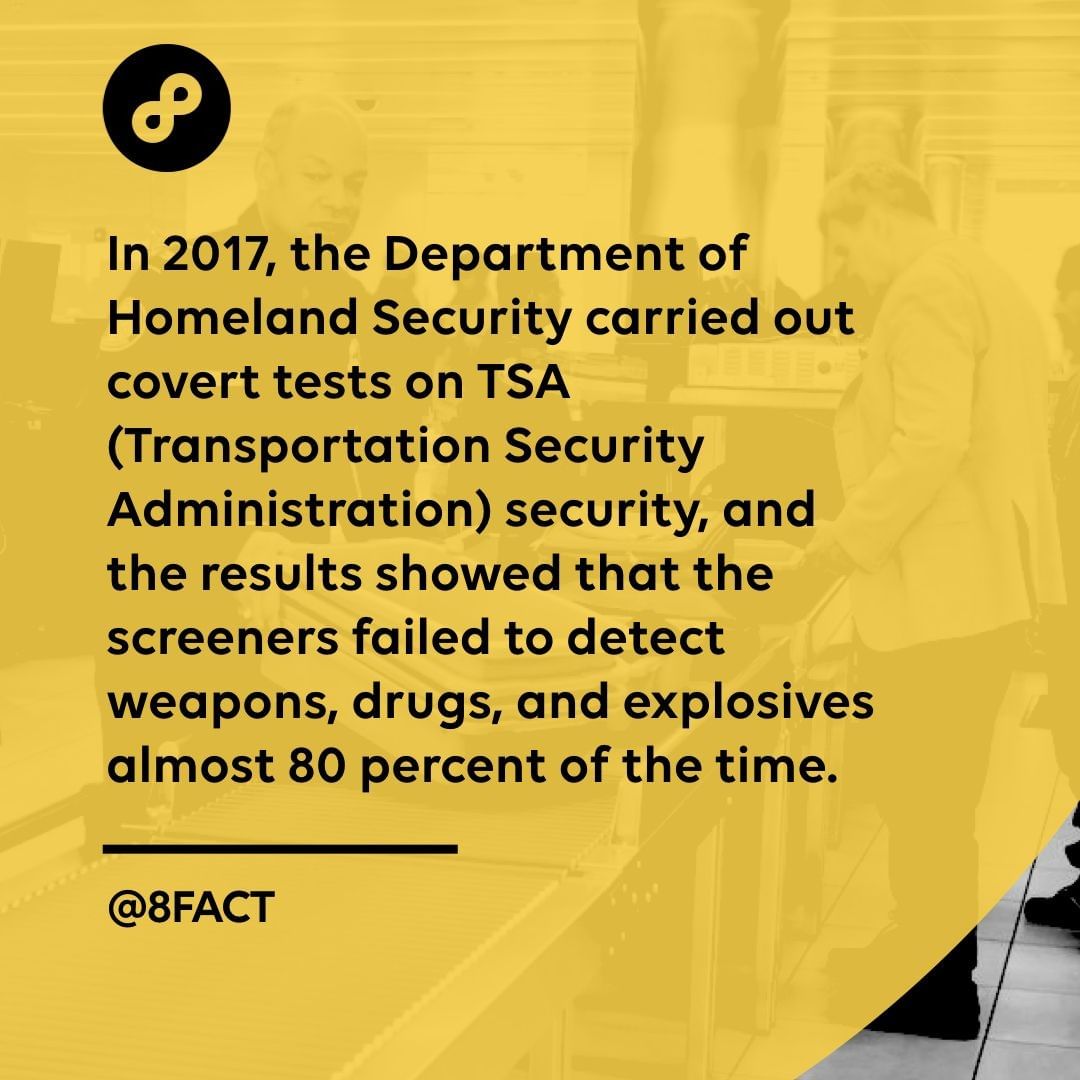 In 2017, the Department of
Homeland Security carried out
covert tests on TSA
(Transportation Security
Administration) security, and
the results showed that the
screeners failed to detect
weapons, drugs, and explosives
almost 80 percent of the time.
@8FACT